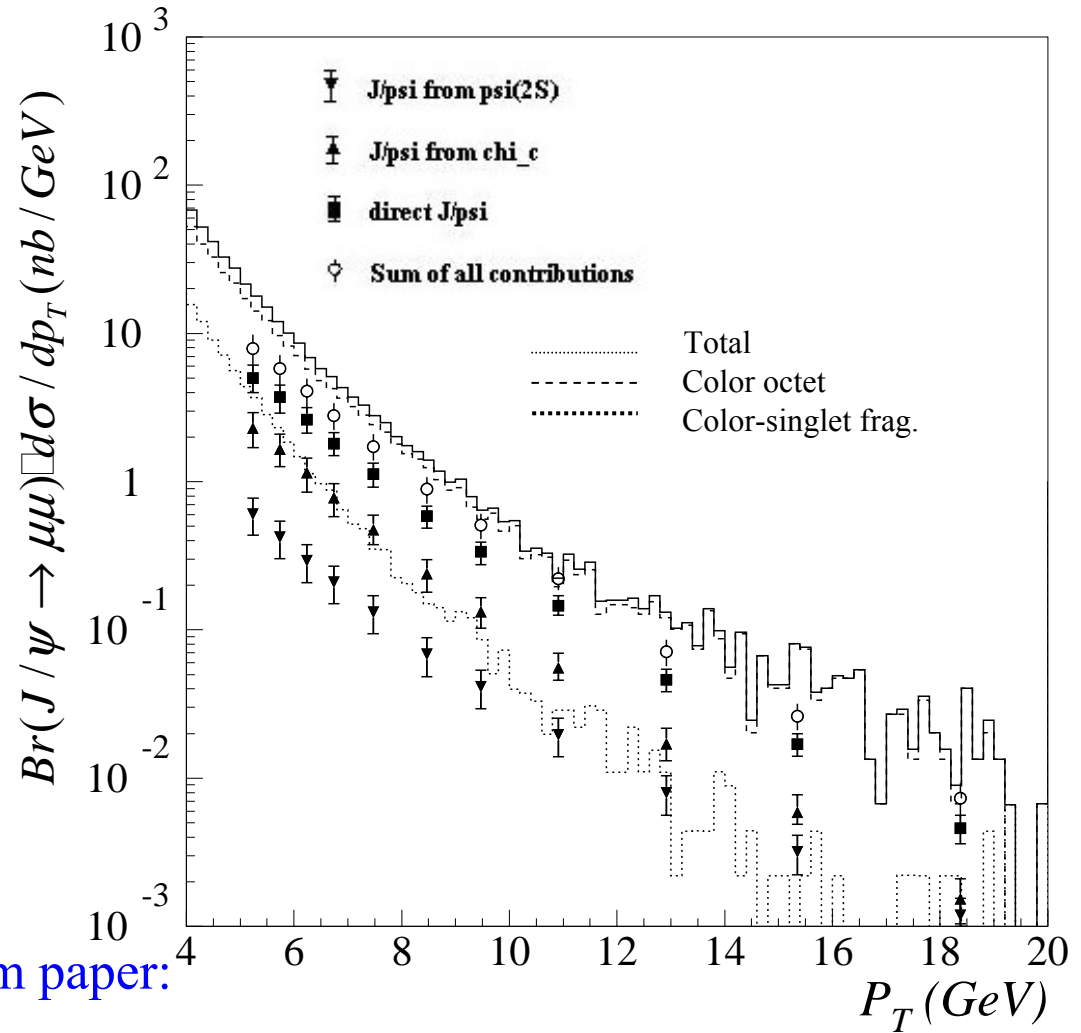 10 3
10 2
10
1
10 -1
10 -2
10 -3
Br(J/ψ → μμ)□dσ/dp_T(nb/GeV)
J/psi from psi(2S)
J/psi from chi_c
direct J/psi
Sum of all contributions
Total
Color octet
Color-singlet frag.
4 6 8 10 12 14 16 18 20
P_T (GeV)
m paper: